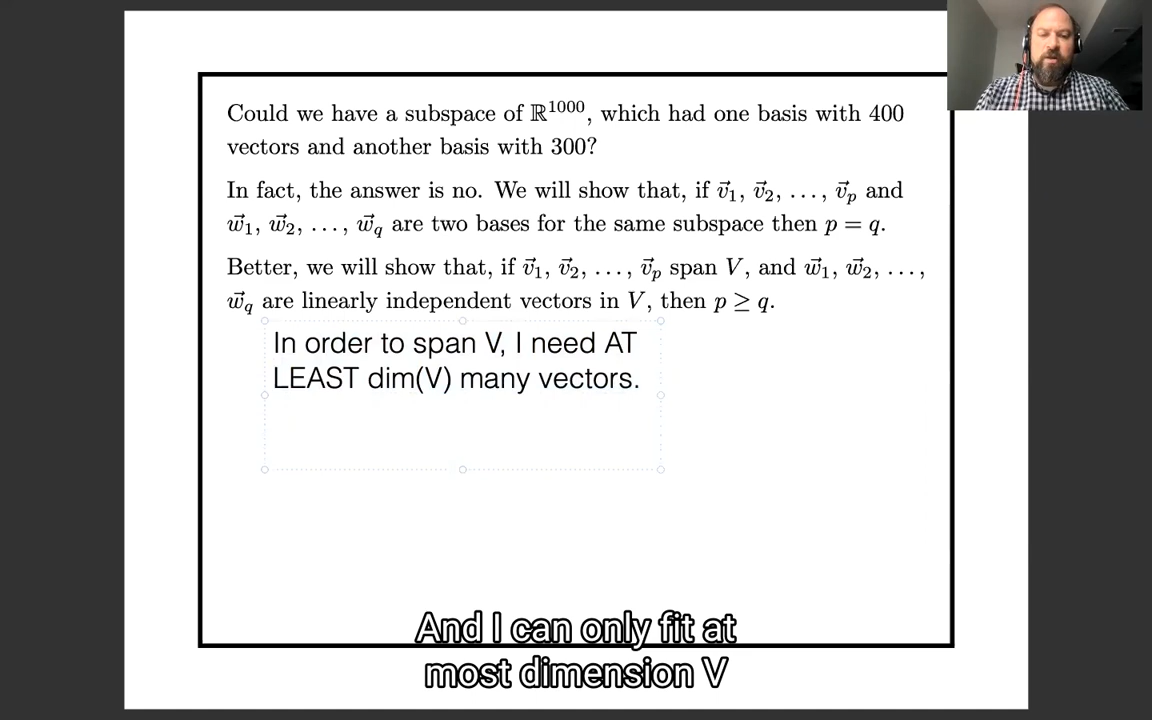 Could we have a subspace of ℝ¹⁰⁰⁰, which had one basis with 400
vectors and another basis with 300?
In fact, the answer is no. We will show that, if v⃗₁, v⃗₂, ..., v⃗ₚ and
w⃗₁, w⃗₂, ..., w⃗_q are two bases for the same subspace then p = q.
Better, we will show that, if v⃗₁, v⃗₂, ..., v⃗ₚ span V, and w⃗₁, w⃗₂, ...,
w⃗_q are linearly independent vectors in V, then p ≥ q.
In order to span V, I need AT
LEAST dim(V) many vectors.
And I can only fit at
most dimension V